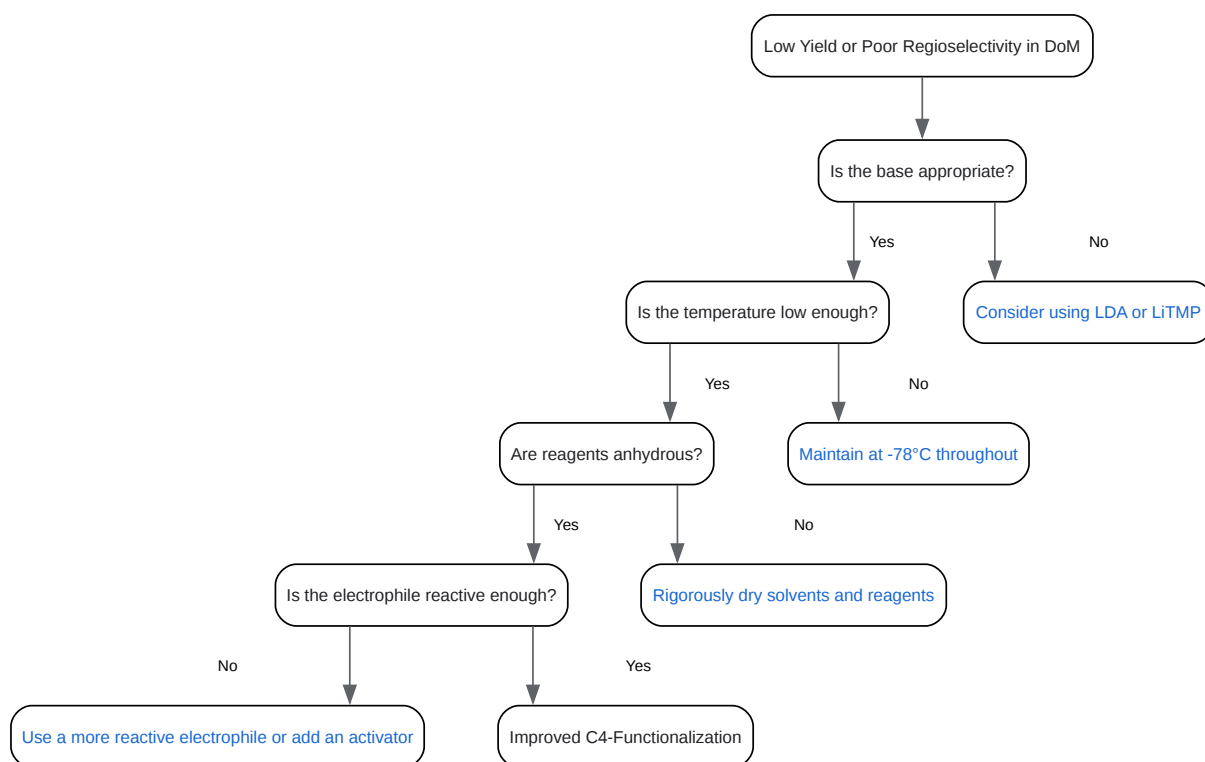 Low Yield or Poor Regioselectivity in DoM
Is the base appropriate?
Yes
No
Is the temperature low enough?
Consider using LDA or LiTMP
Yes
No
Are reagents anhydrous?
Maintain at -78°C throughout
Yes
No
Is the electrophile reactive enough?
Rigorously dry solvents and reagents
No
Yes
Use a more reactive electrophile or add an activator
Improved C4-Functionalization